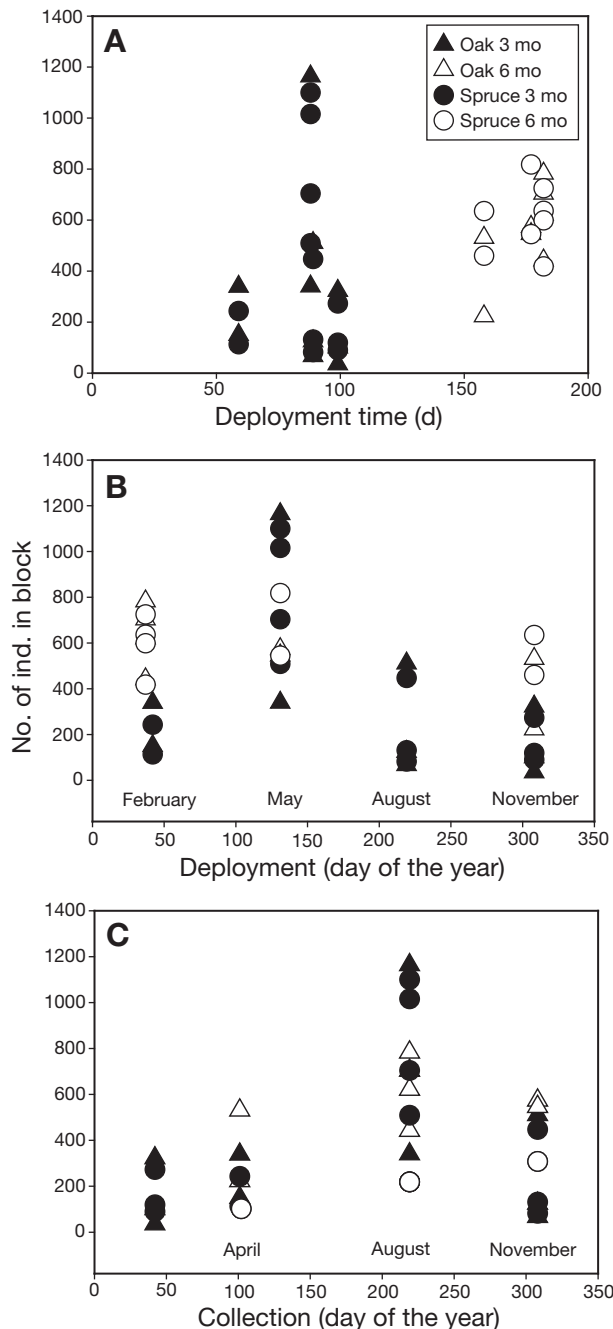 A
Oak 3 mo
Oak 6 mo
Spruce 3 mo
Spruce 6 mo
1400
1200
1000
800
600
400
200
0
0 50 100 150 200
Deployment time (d)
B
1400
1200
1000
800
600
400
200
0
No. of ind. in block
February May August November
0 50 100 150 200 250 300 350
Deployment (day of the year)
C
1400
1200
1000
800
600
400
200
0
April August November
0 50 100 150 200 250 300 350
Collection (day of the year)